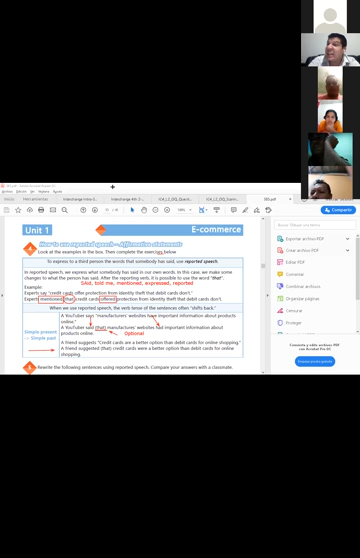 Inicio Herramientas
Compartir
Unit 1 E-commerce
How to use reported speech – Affirmative statements
Look at the examples in the box. Then complete the exercises below
To express to a third person the words that somebody has said, use reported speech.
In reported speech, we express what somebody said in our own words. In this case, we make some
changes to what the person has said. After the reporting verb, it is possible to use the word "that".
SAid, told me, mentioned, expressed, reported
Example:
Experts say "credit cards offer protection from identity theft that debit cards don't."
Experts mentioned that credit cards offered protection from identity theft that debit cards don't.
When we use reported speech, the verb tense of the sentences often "shifts back."
Simple present
– Simple past
A YouTuber says "manufacturers' websites have important information about products
online."
A YouTuber said (that) manufacturers' websites had important information about
products online. Optional
A friend suggests "Credit cards are a better option than debit cards for online shopping."
A friend suggested (that) credit cards were a better option than debit cards for online
shopping.
Rewrite the following sentences using reported speech. Compare your answers with a classmate.
Exportar archivo PDF
Crear archivo PDF
Editar PDF
Comentar
Combinar archivos
Organizar páginas
Proteger